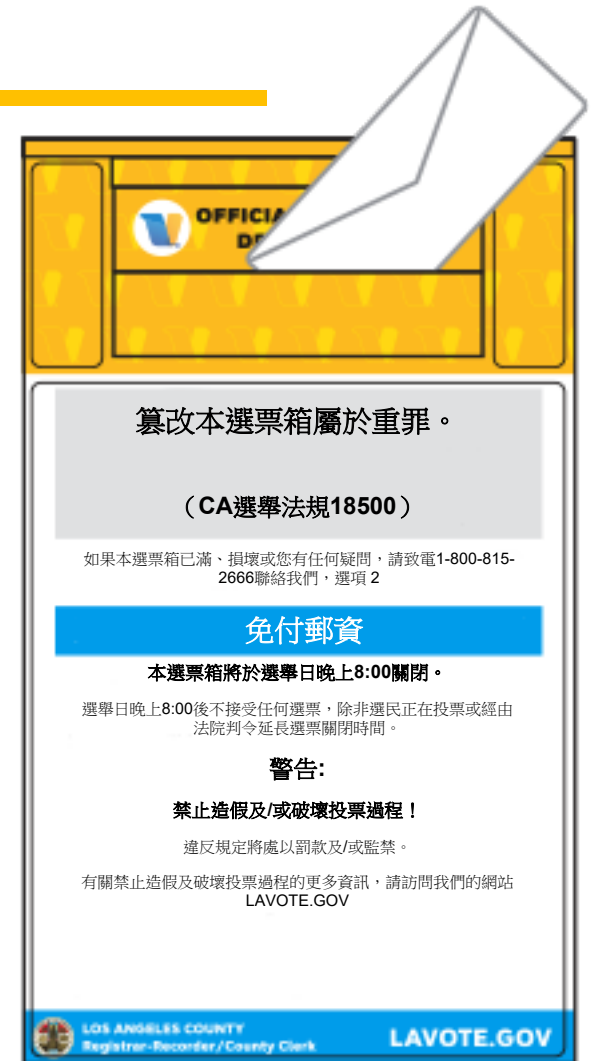 OFFICIA
篡改本選票箱屬於重罪。
（CA選舉法規18500）
如果本選票箱已滿、損壞或您有任何疑問，請致電1-800-815-
2666聯絡我們，選項 2
免付郵資
本選票箱將於選舉日晚上8:00關閉。
選舉日晚上8:00後不接受任何選票，除非選民正在投票或經由
法院判令延長選票關閉時間。
警告:
禁止造假及/或破壞投票過程！
違反規定將處以罰款及/或監禁。
有關禁止造假及破壞投票過程的更多資訊，請訪問我們的網站
LAVOTE.GOV
LOS ANGELES COUNTY
Registrar-Recorder/County Clerk
LAVOTE.GOV